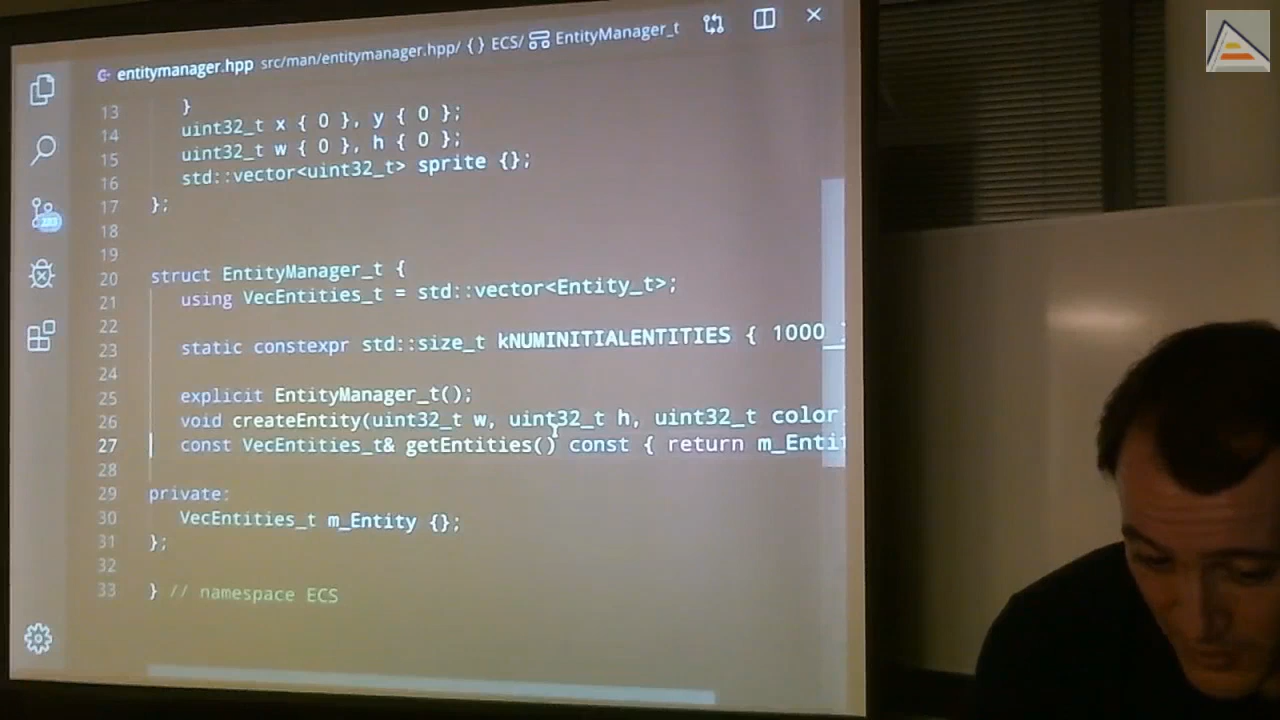 entitymanager.hpp src/man/entitymanager.hpp/ {} ECS/ EntityManager_t
13 }
14 uint32_t x { 0 }, y { 0 };
15 uint32_t w { 0 }, h { 0 };
16 std::vector<uint32_t> sprite {};
17 };
18
19
20 struct EntityManager_t {
21 using VecEntities_t = std::vector<Entity_t>;
22
23 static constexpr std::size_t kNUMINITIALENTITIES { 1000
24
25 explicit EntityManager_t();
26 void createEntity(uint32_t w, uint32_t h, uint32_t color
27 const VecEntities_t& getEntities() const { return m_Enti
28
29 private:
30 VecEntities_t m_Entity {};
31 };
32
33 } // namespace ECS